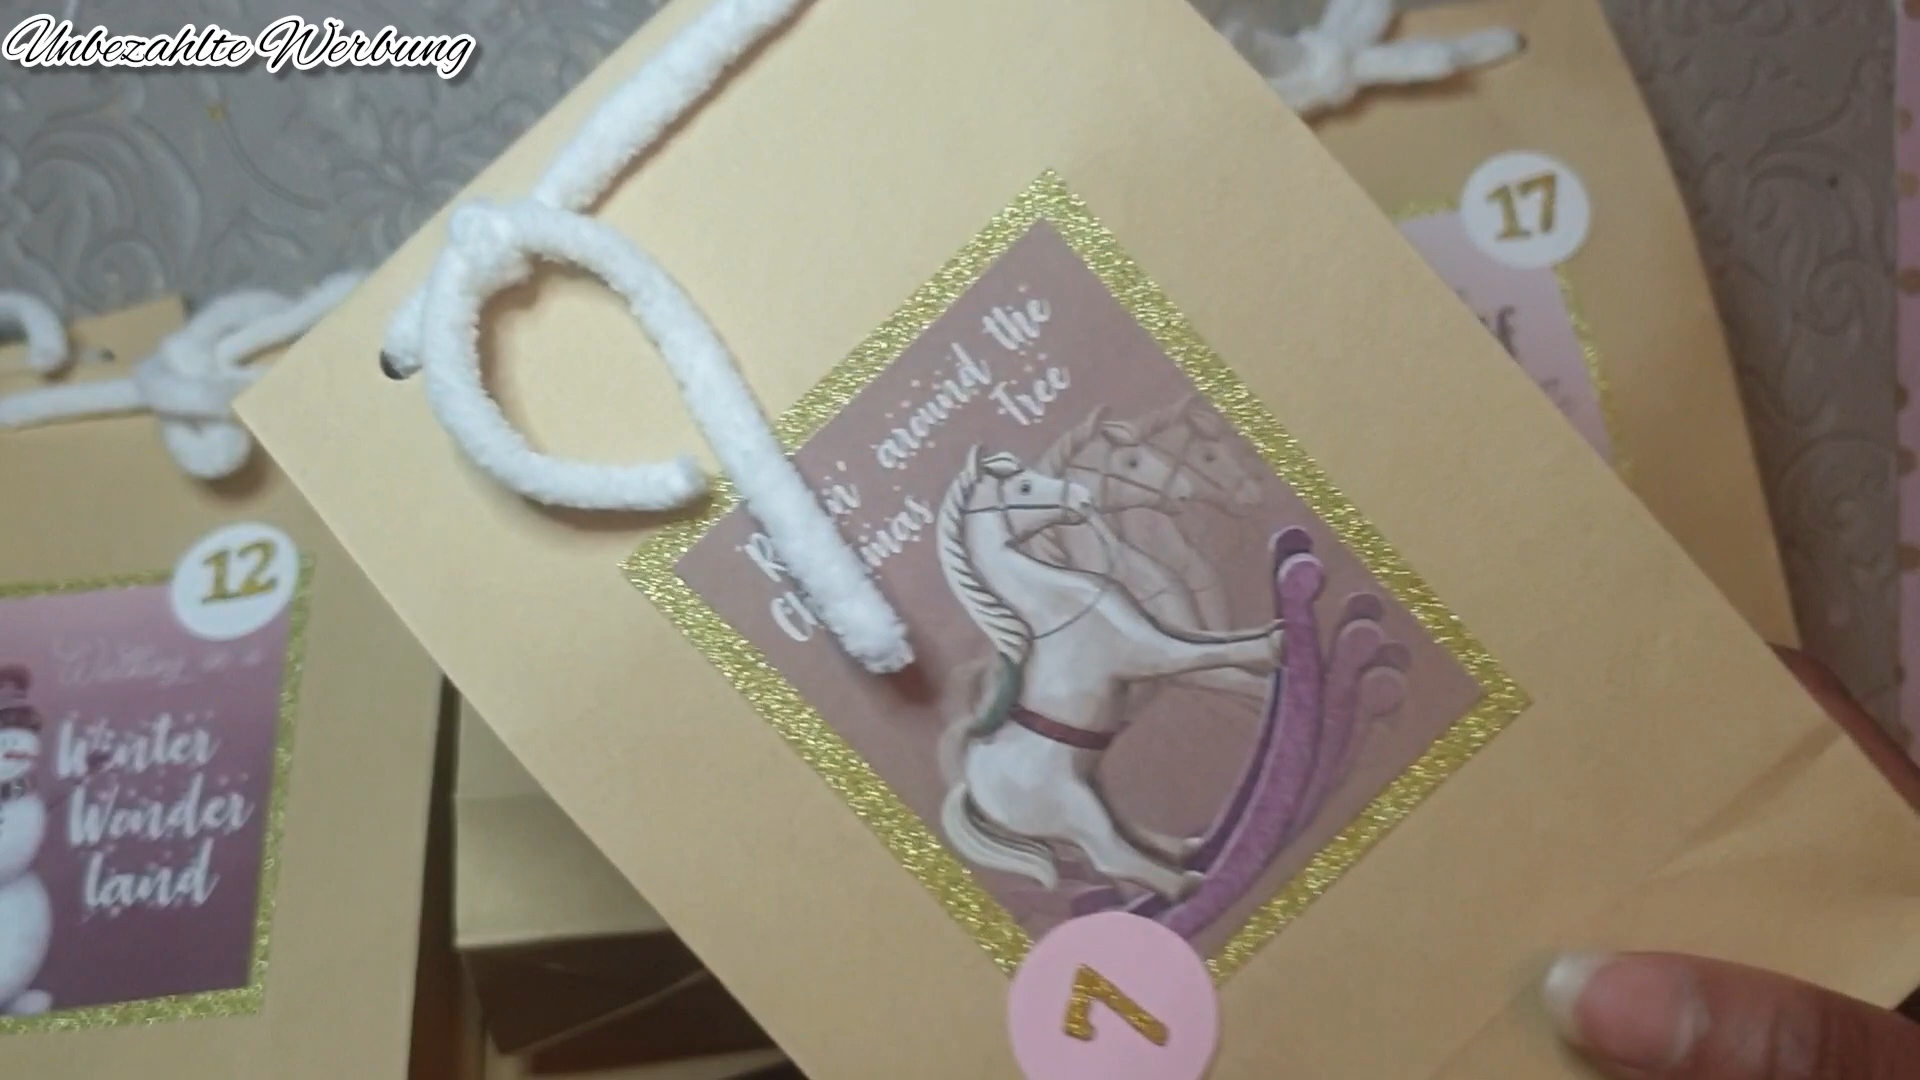 Unbezahlte Werbung
17
around the
Tree
7
12
Winter
Wonder
land